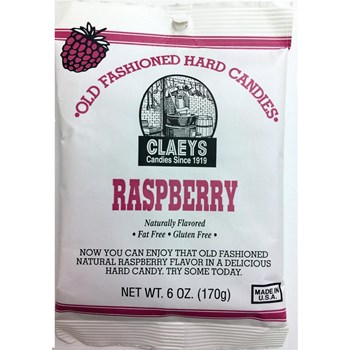 •OLD FASHIONED HARD CANDIES•
CLAEYS
Candies Since 1919
RASPBERRY
Naturally Flavored
• Fat Free • Gluten Free •
NOW YOU CAN ENJOY THAT OLD FASHIONED
NATURAL RASPBERRY FLAVOR IN A DELICIOUS
HARD CANDY. TRY SOME TODAY.
NET WT. 6 OZ. (170g)
MADE IN
U.S.A.